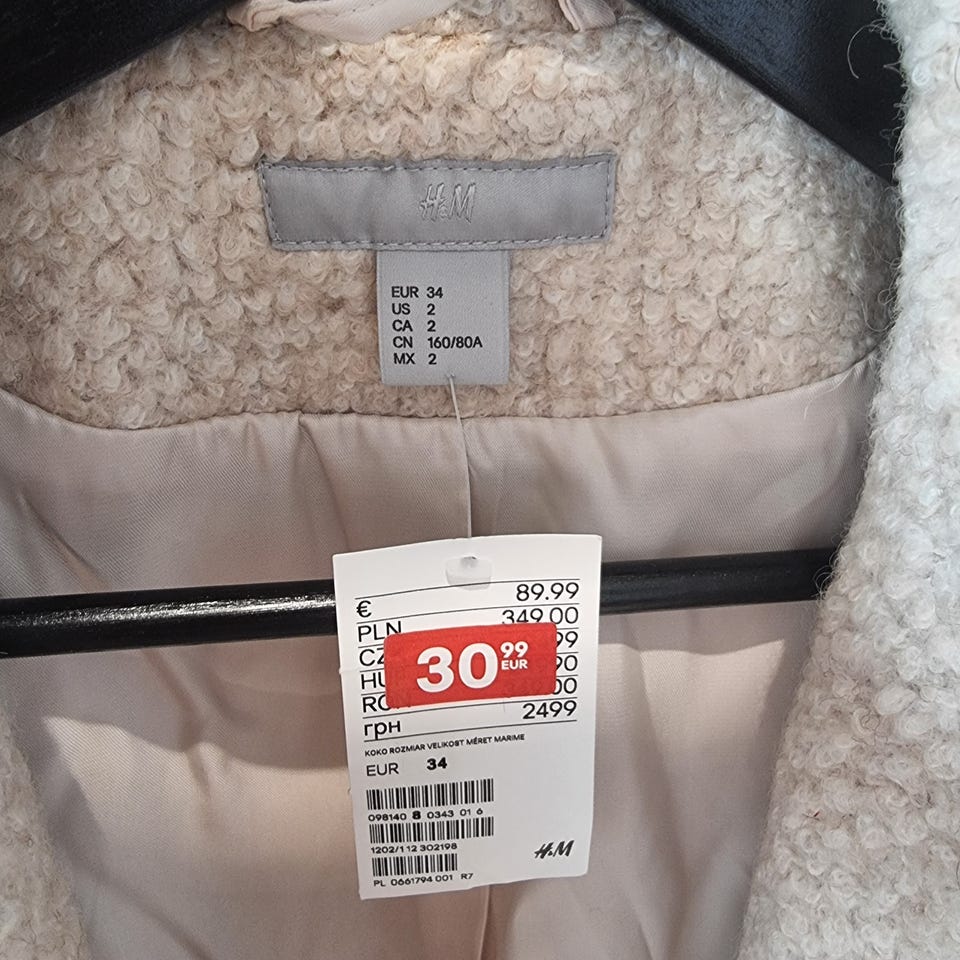 H&M
EUR 34
US 2
CA 2
CN 160/80A
MX 2
€ 89.99
PLN 349.00
30 99 EUR
грн 2499
KOKO ROZMIAR VELIKOST MÉRET MARIME
EUR 34
098140 8 0343 01 6
1202/112 302198
H&M
PL 0661794 001 R7